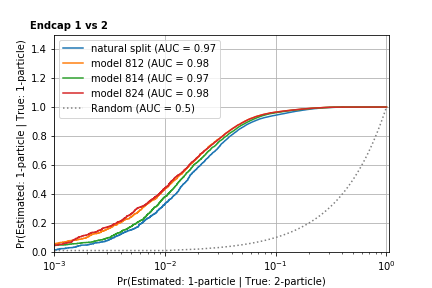 Endcap 1 vs 2
Pr(Estimated: 1-particle | True: 1-particle)
1.4
1.2
1.0
0.8
0.6
0.4
0.2
0.0
natural split (AUC = 0.97
model 812 (AUC = 0.98
model 814 (AUC = 0.97
model 824 (AUC = 0.98
Random (AUC = 0.5)
10⁻³ 10⁻² 10⁻¹ 10⁰
Pr(Estimated: 1-particle | True: 2-particle)